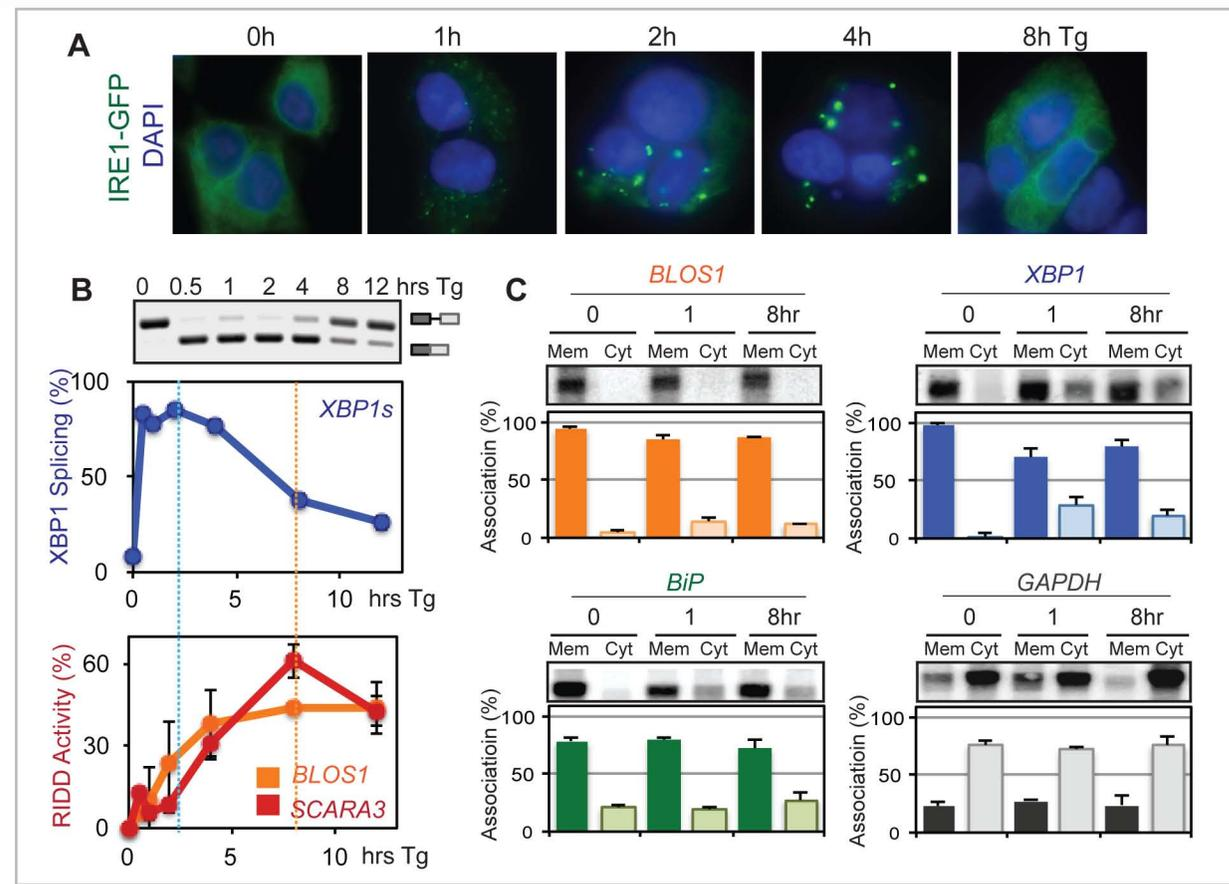 A
0h 1h 2h 4h 8h Tg
IRE1-GFP
DAPI
B
0 0.5 1 2 4 8 12 hrs Tg
XBP1 Splicing (%)
100
50
0
XBP1s
0 5 10 hrs Tg
RIDD Activity (%)
60
30
0
BLOS1
SCARA3
0 5 10 hrs Tg
C
BLOS1
0 1 8hr
Mem Cyt Mem Cyt Mem Cyt
Associatioin (%)
100
50
0
XBP1
0 1 8hr
Mem Cyt Mem Cyt Mem Cyt
Associatioin (%)
100
50
0
BiP
0 1 8hr
Mem Cyt Mem Cyt Mem Cyt
Associatioin (%)
100
50
0
GAPDH
0 1 8hr
Mem Cyt Mem Cyt Mem Cyt
Associatioin (%)
100
50
0